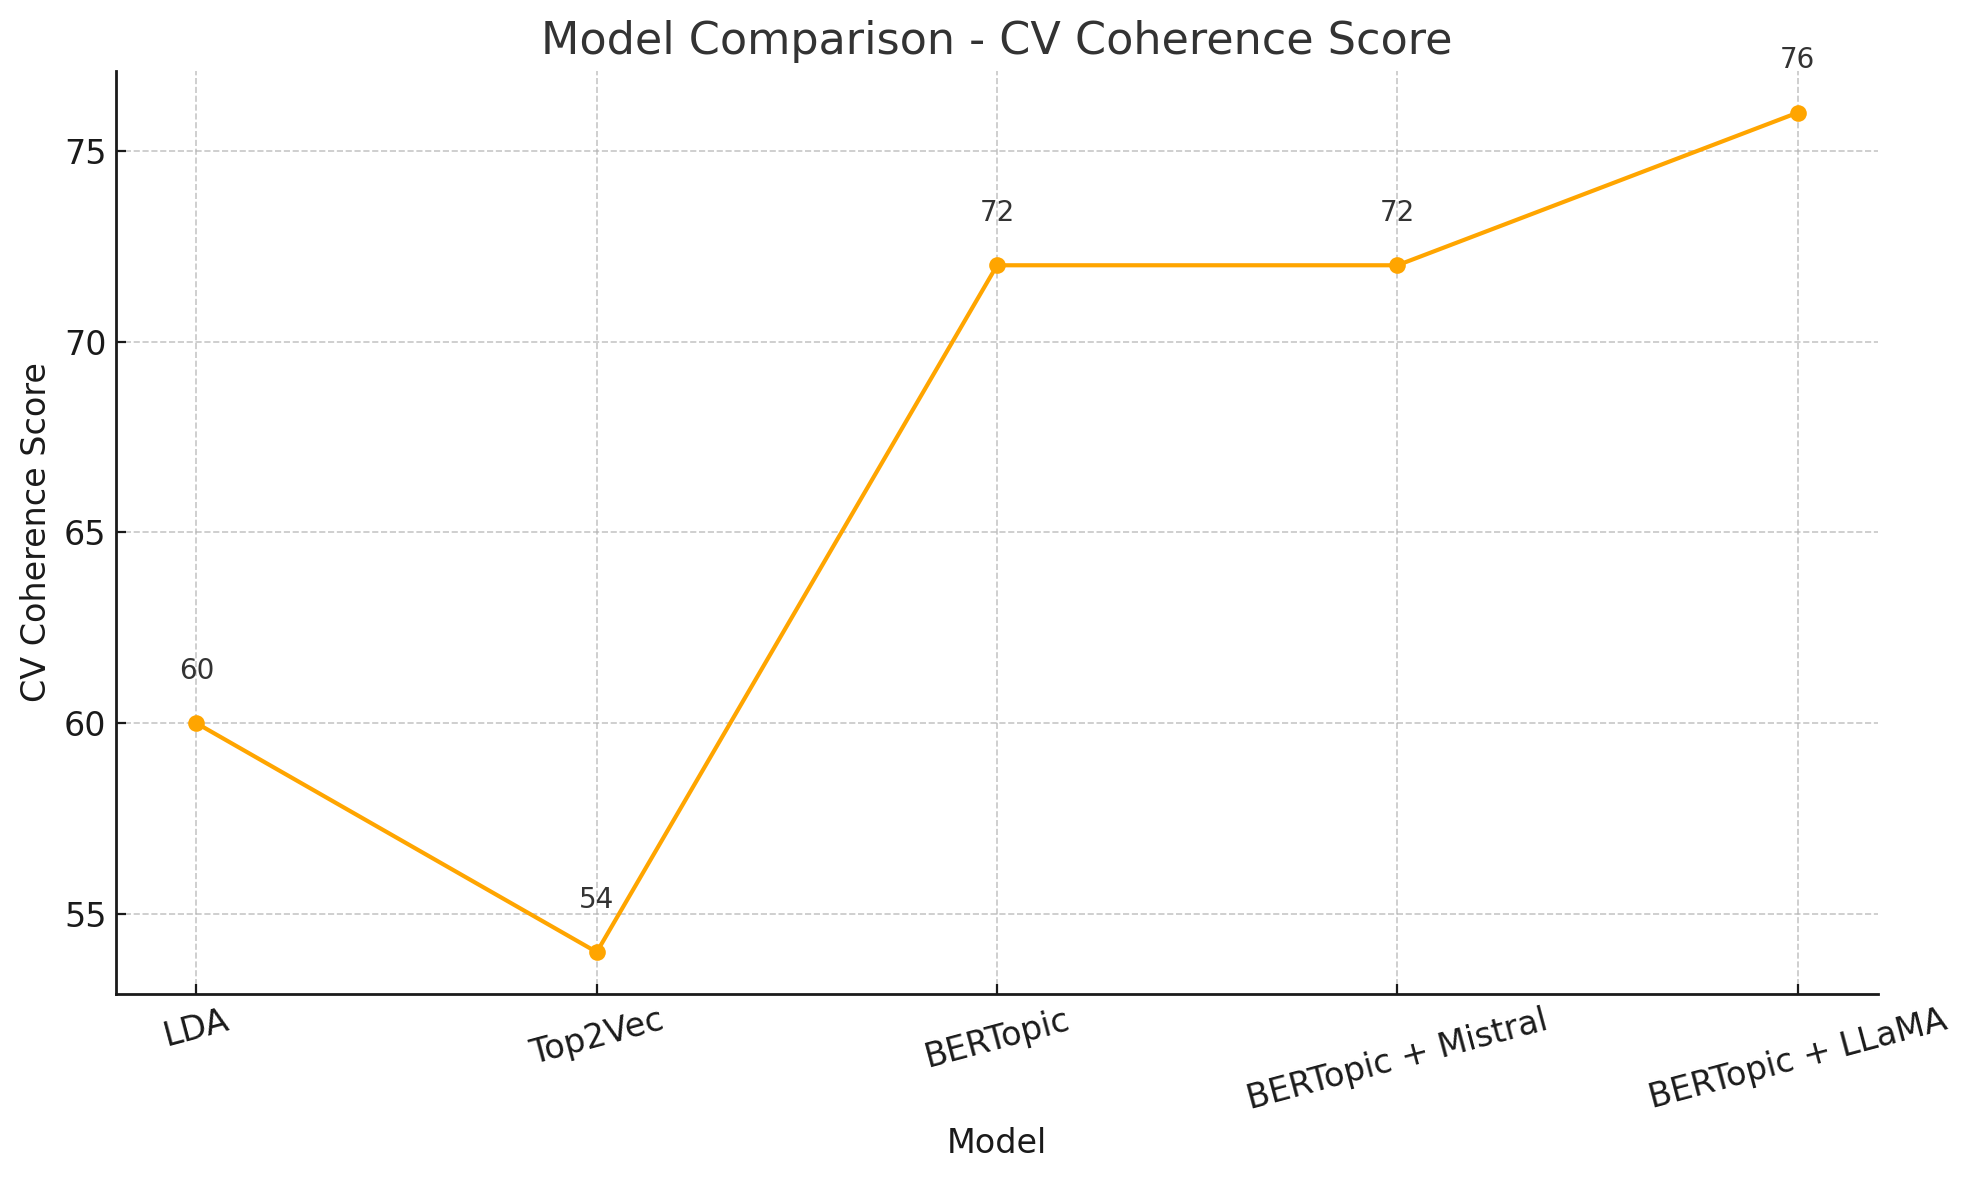 Model Comparison - CV Coherence Score
76
75
72
72
70
65
60
60
54
55
CV Coherence Score
LDA
Top2Vec
BERTopic
BERTopic + Mistral
BERTopic + LLaMA
Model